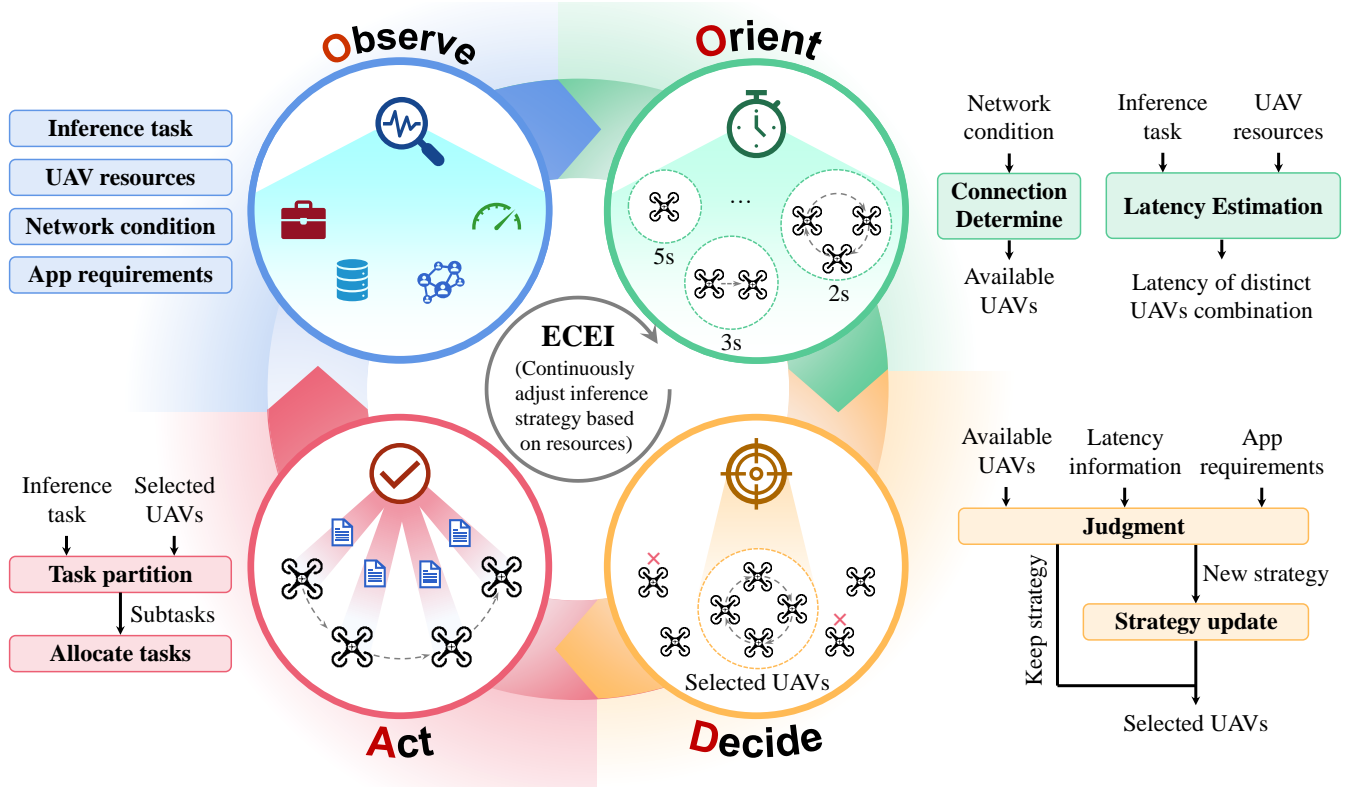 Observe
Inference task
UAV resources
Network condition
App requirements
Orient
5s
...
3s
2s
Network
condition
Connection
Determine
Available
UAVs
Inference
task
UAV
resources
Latency Estimation
Latency of distinct
UAVs combination
ECEI
(Continuously
adjust inference
strategy based
on resources)
Available
UAVs
Latency
information
App
requirements
Judgment
Keep strategy
New strategy
Strategy update
Selected UAVs
Selected UAVs
Decide
Inference
task
Selected
UAVs
Task partition
Subtasks
Allocate tasks
Act